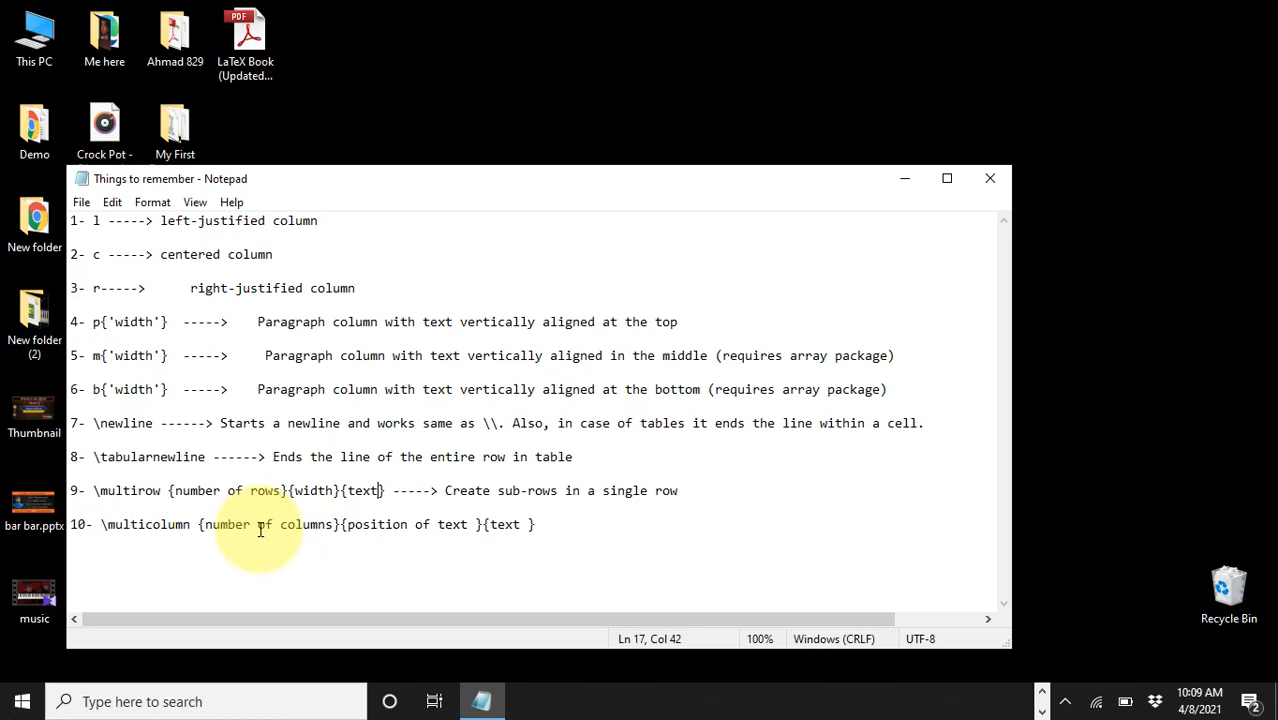 This PC
Me here
Ahmad 829
PDF
LaTeX Book
(Updated...
Demo
Crock Pot -
My First
New folder
New folder
(2)
Thumbnail
bar bar.pptx
music
Things to remember - Notepad
File Edit Format View Help
1- l -----> left-justified column
2- c -----> centered column
3- r-----> right-justified column
4- p{'width'} -----> Paragraph column with text vertically aligned at the top
5- m{'width'} -----> Paragraph column with text vertically aligned in the middle (requires array package)
6- b{'width'} -----> Paragraph column with text vertically aligned at the bottom (requires array package)
7- \newline ------> Starts a newline and works same as \\. Also, in case of tables it ends the line within a cell.
8- \tabularnewline ------> Ends the line of the entire row in table
9- \multirow {number of rows}{width}{text} -----> Create sub-rows in a single row
10- \multicolumn {number of columns}{position of text }{text }
Ln 17, Col 42 100% Windows (CRLF) UTF-8
Recycle Bin
Type here to search
10:09 AM
4/8/2021
2